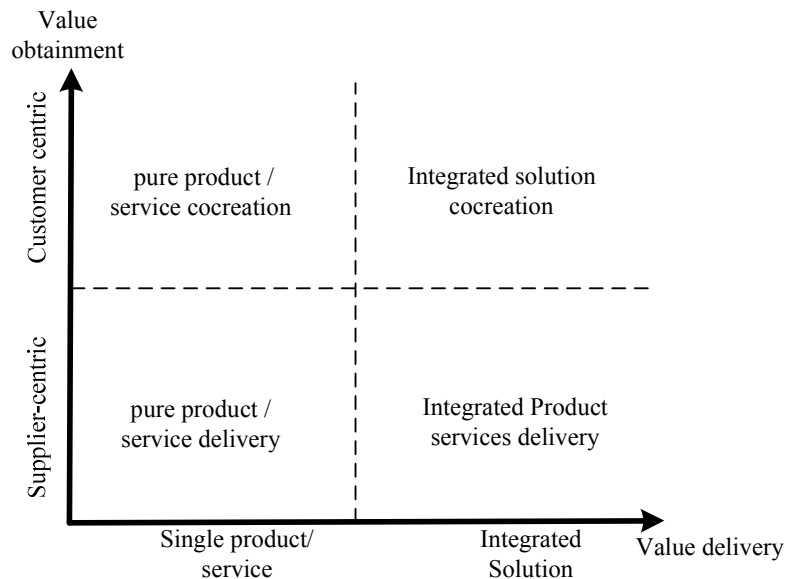 Value
obtainment
Customer centric
pure product /
service cocreation
Integrated solution
cocreation
Supplier-centric
pure product /
service delivery
Integrated Product
services delivery
Single product/
service
Integrated
Solution
Value delivery